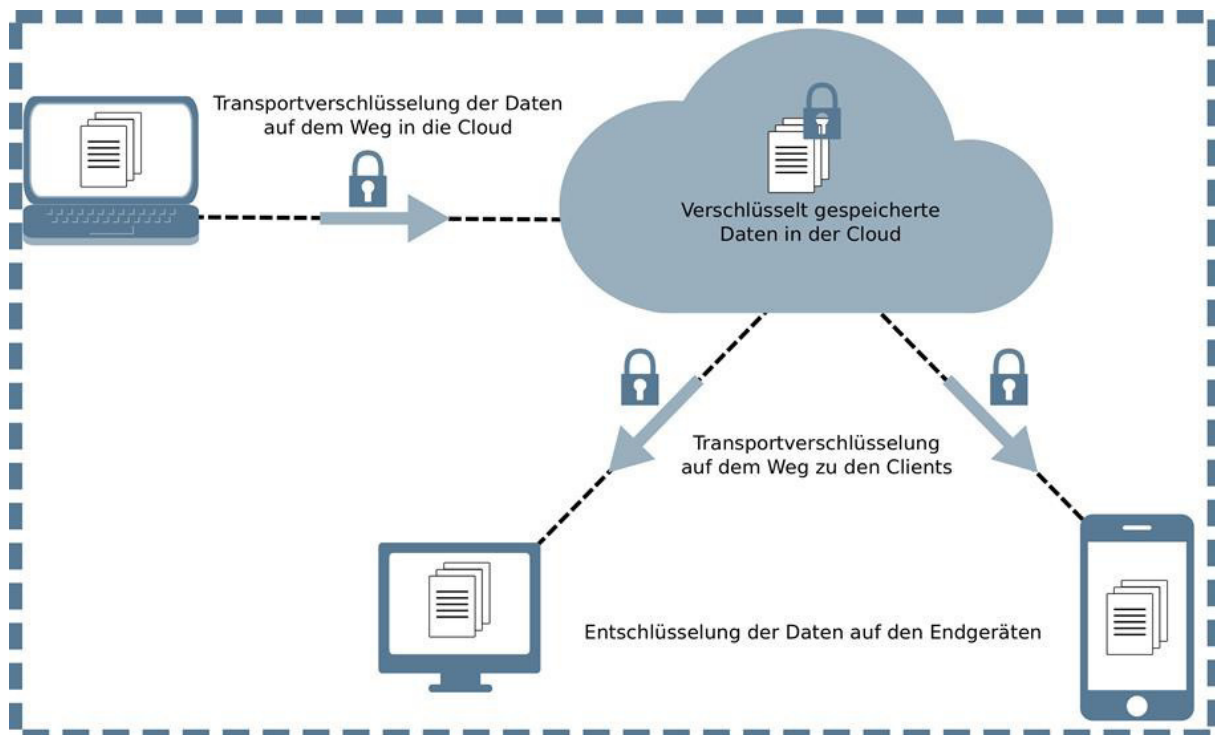 Transportverschlüsselung der Daten
auf dem Weg in die Cloud
Verschlüsselt gespeicherte
Daten in der Cloud
Transportverschlüsselung
auf dem Weg zu den Clients
Entschlüsselung der Daten auf den Endgeräten